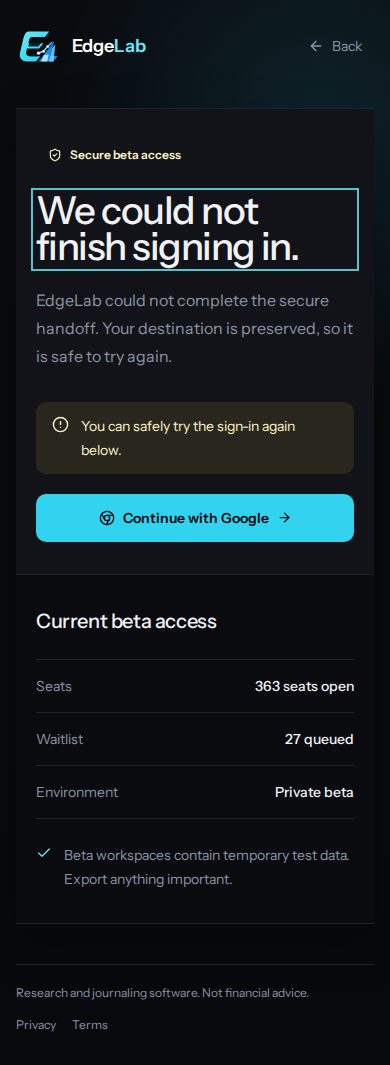 EdgeLab
Back
Secure beta access
We could not
finish signing in.
EdgeLab could not complete the secure
handoff. Your destination is preserved, so it
is safe to try again.
You can safely try the sign-in again
below.
Continue with Google
Current beta access
Seats 363 seats open
Waitlist 27 queued
Environment Private beta
Beta workspaces contain temporary test data.
Export anything important.
Research and journaling software. Not financial advice.
Privacy Terms